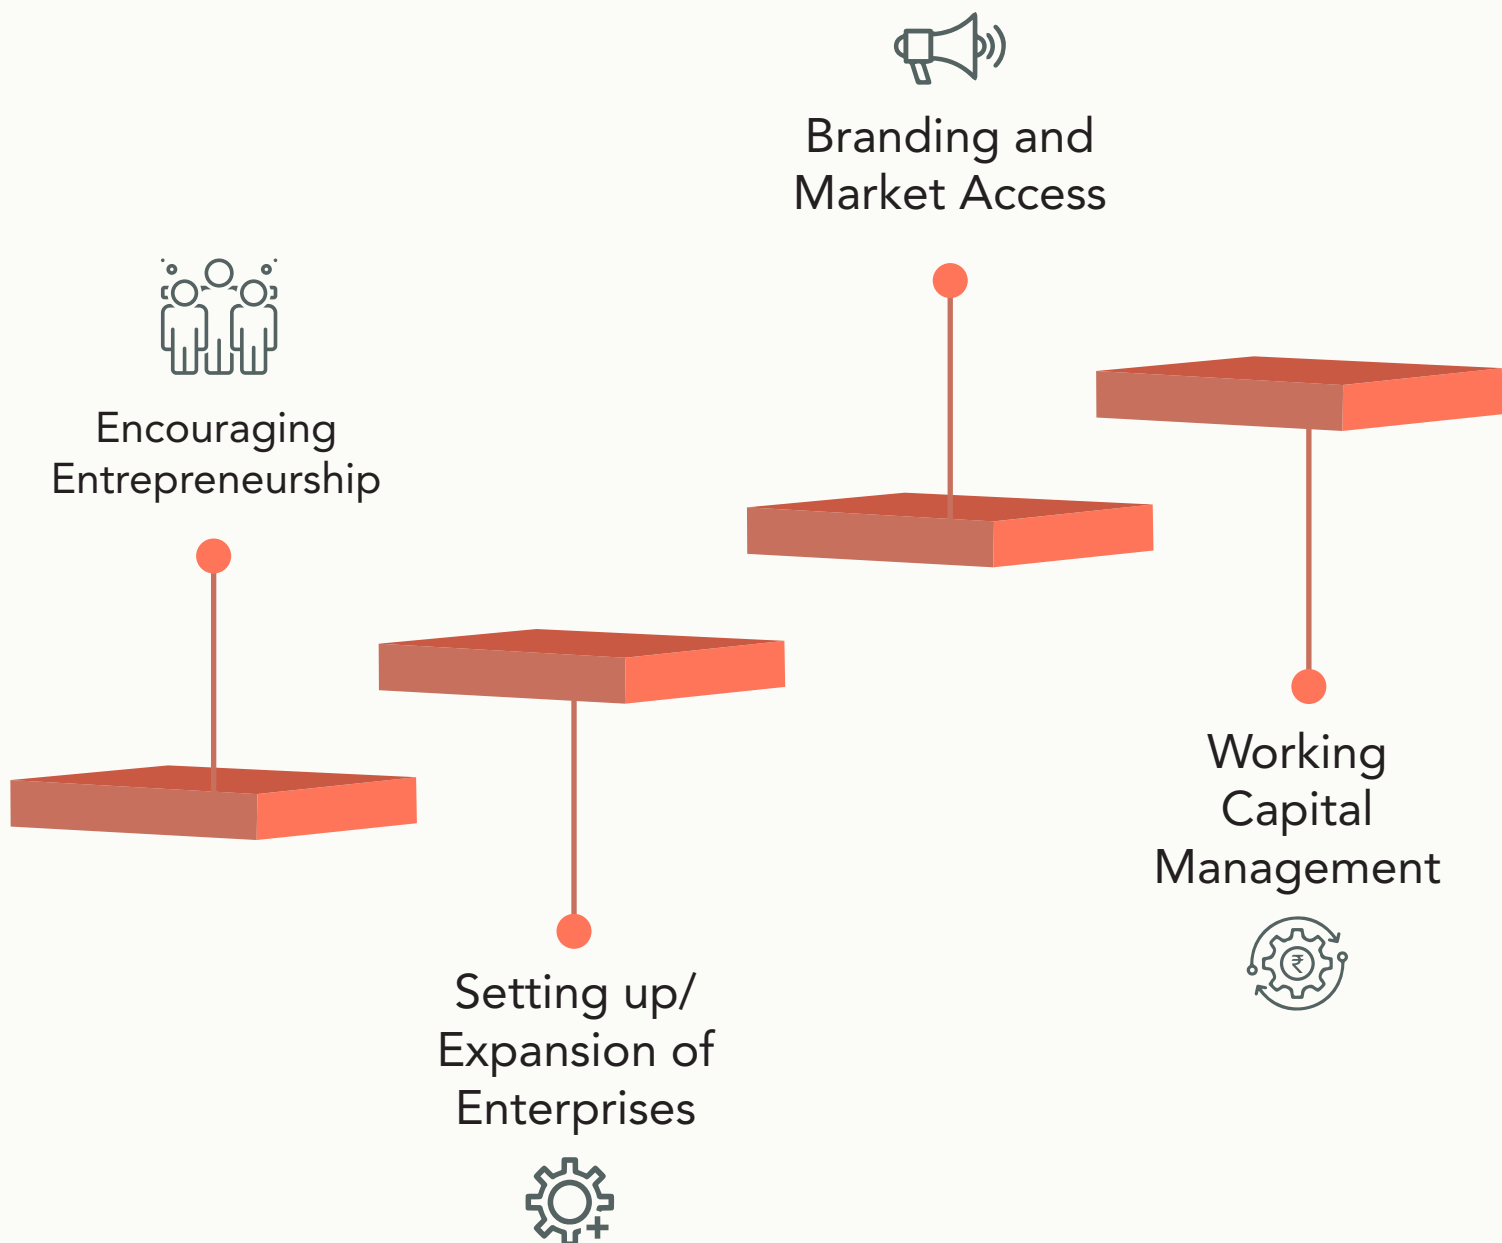 Branding and
Market Access
Encouraging
Entrepreneurship
Working
Capital
Management
₹
Setting up/
Expansion of
Enterprises